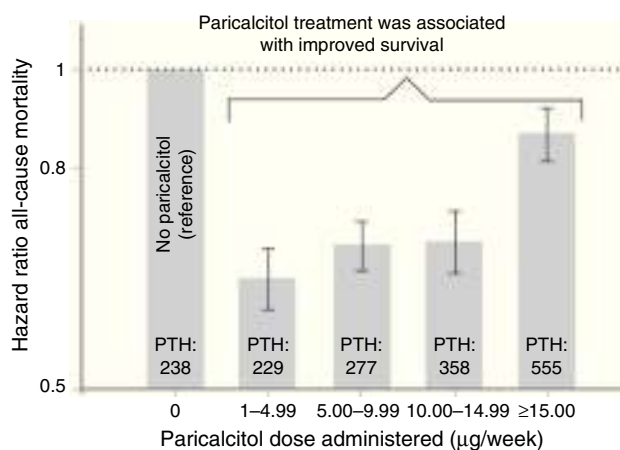 Paricalcitol treatment was associated
with improved survival
1
0.8
0.5
Hazard ratio all-cause mortality
No paricalcitol
(reference)
PTH:
238
PTH:
229
PTH:
277
PTH:
358
PTH:
555
0
1–4.99
5.00–9.99
10.00–14.99
≥15.00
Paricalcitol dose administered (μg/week)